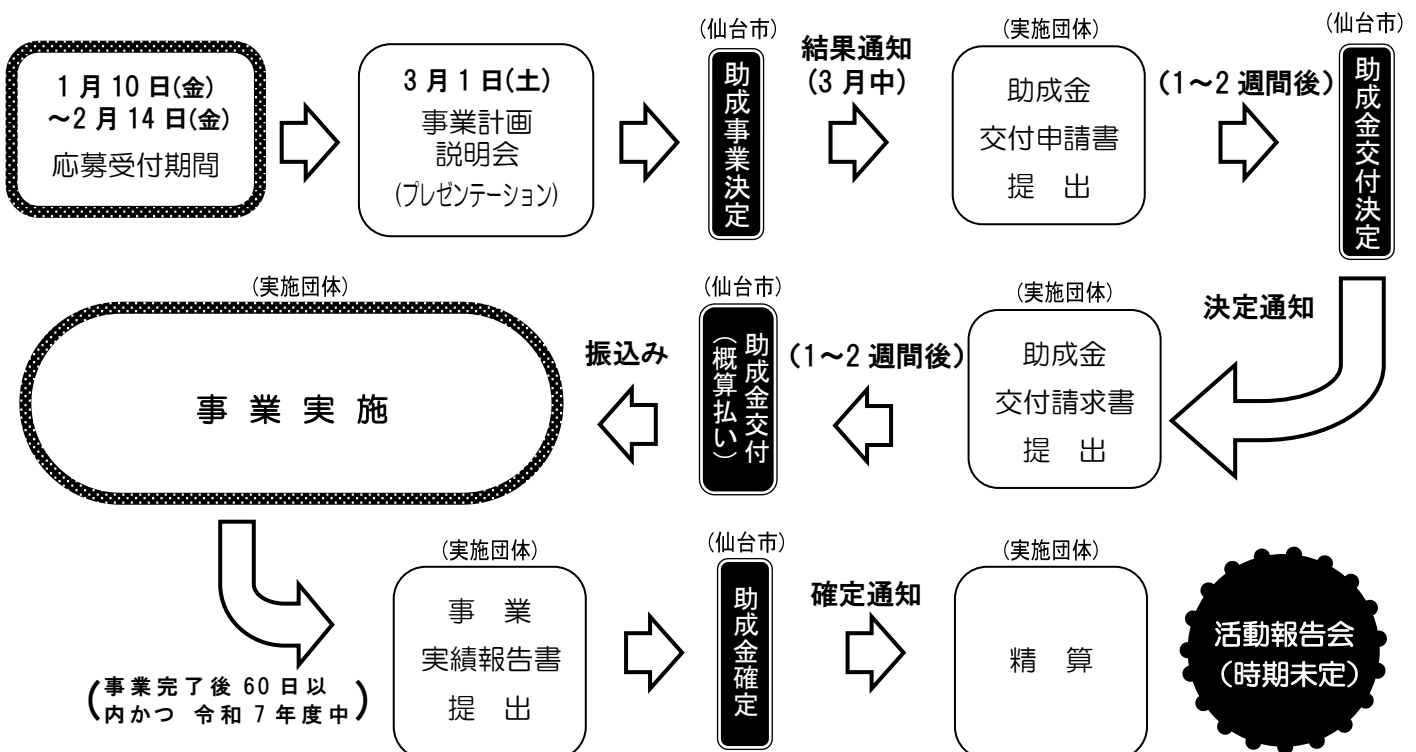 1月10日(金)
～2月14日(金)
応募受付期間
3月1日(土)
事業計画
説明会
(プレゼンテーション)
(仙台市)
助成事業決定
結果通知
(3月中)
(実施団体)
助成金
交付申請書
提　出
(1～2週間後)
(仙台市)
助成金交付決定
決定通知
(実施団体)
助成金
交付請求書
提　出
(1～2週間後)
(仙台市)
助成金交付
(概算払い)
振込み
(実施団体)
事 業 実 施
(事業完了後60日以
内かつ 令和7年度中)
(実施団体)
事　業
実績報告書
提　出
(仙台市)
助成金確定
確定通知
(実施団体)
精　算
活動報告会
(時期未定)